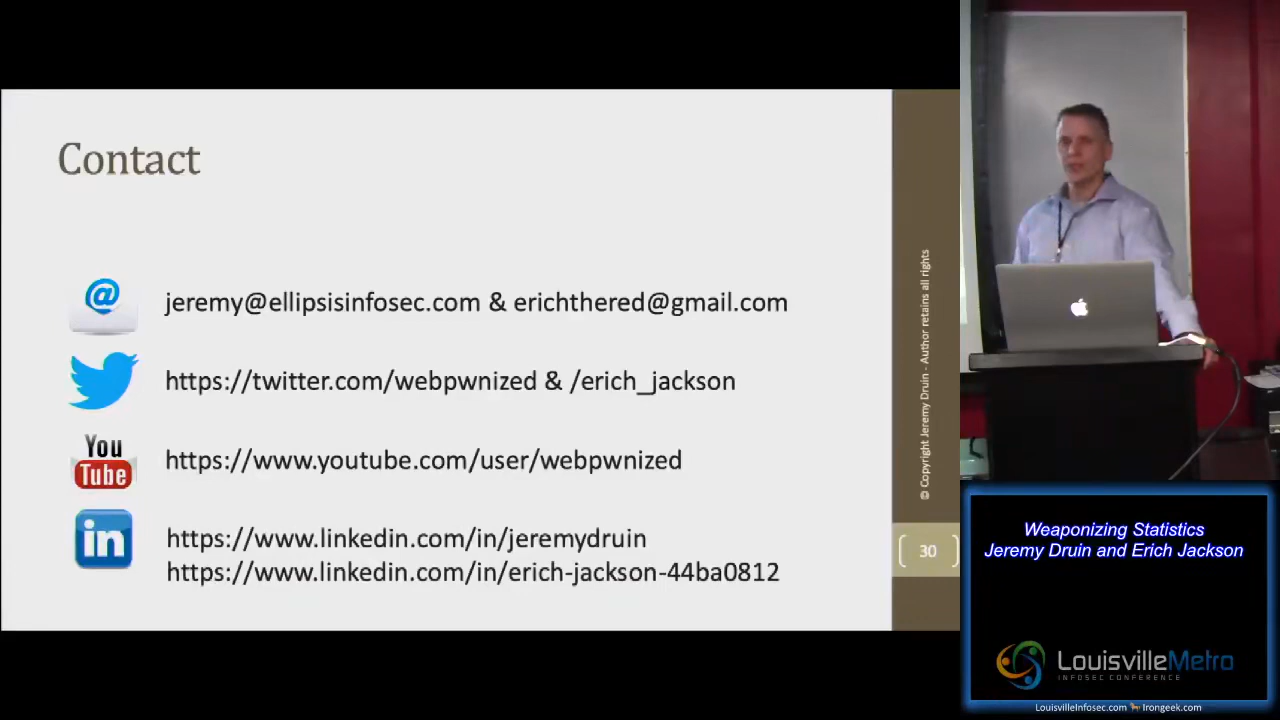 Contact
jeremy@ellipsisinfosec.com & erichthered@gmail.com
https://twitter.com/webpwnized & /erich_jackson
You
Tube
https://www.youtube.com/user/webpwnized
in
https://www.linkedin.com/in/jeremydruin
https://www.linkedin.com/in/erich-jackson-44ba0812
© Copyright Jeremy Druin - Author retains all rights
30
Weaponizing Statistics
Jeremy Druin and Erich Jackson
LouisvilleMetro
INFOSEC CONFERENCE
LouisvilleInfosec.com Irongeek.com